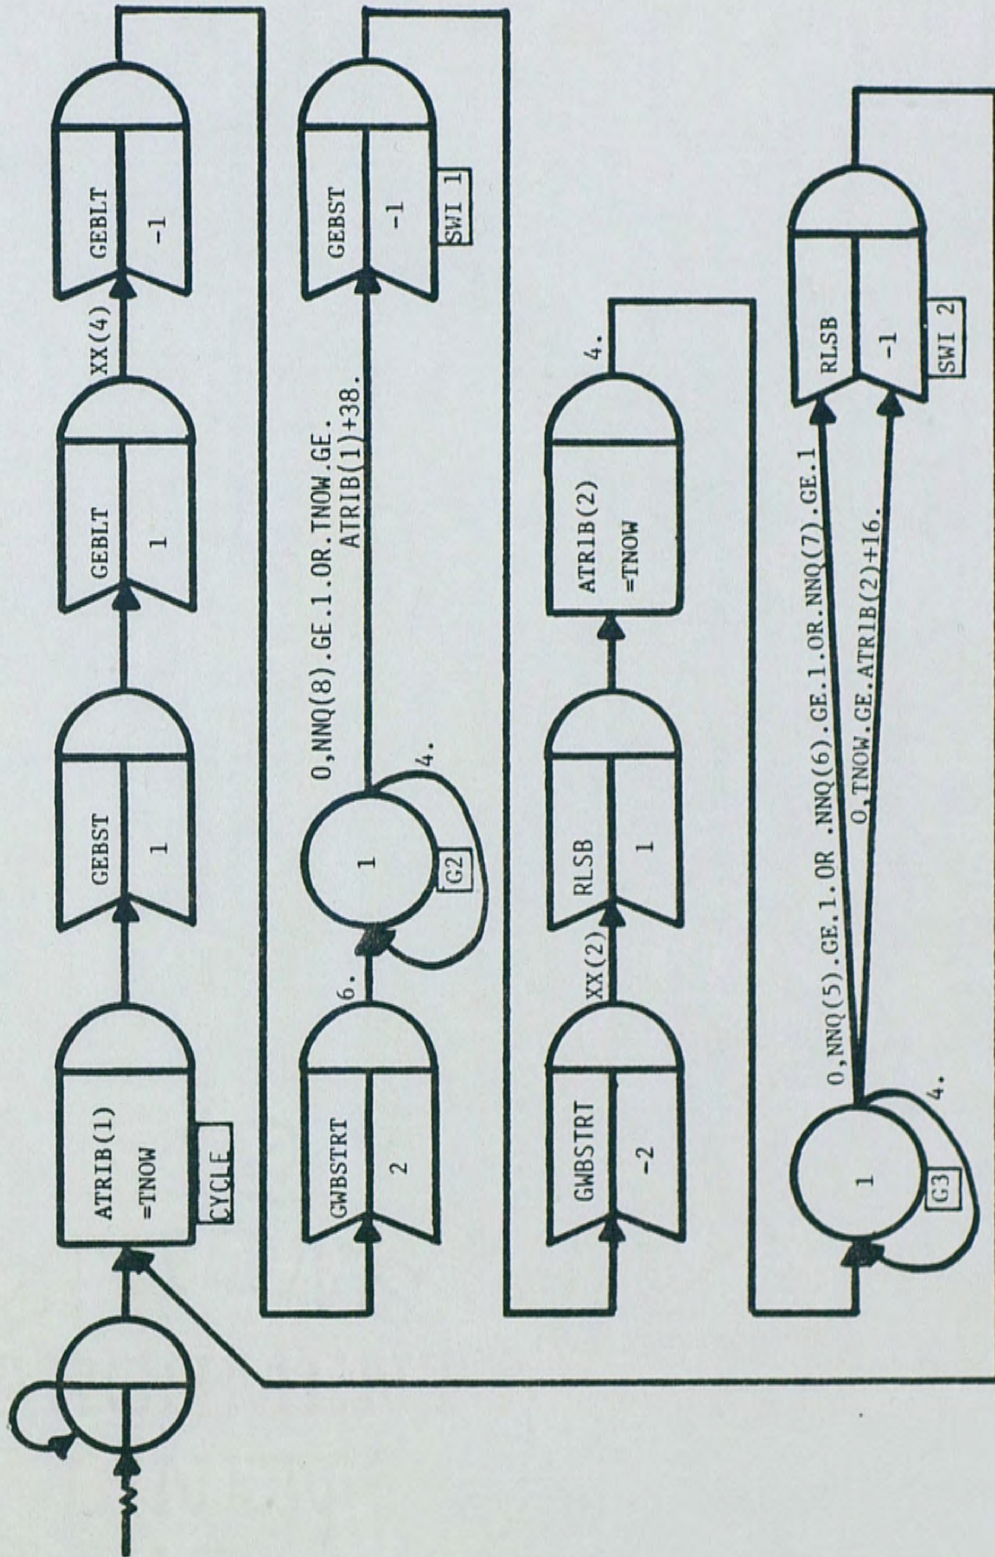 ATRIB(1)
=TNOW
CYCLE
GEBST
1
GEBLT
1
XX(4)
GEBLT
-1
GWBSTRT
2
6.
1
G2
4.
0,NNQ(8).GE.1.OR.TNOW.GE.
ATRIB(1)+38.
GEBST
-1
SWI 1
GWBSTRT
-2
XX(2)
RLSB
1
ATRIB(2)
=TNOW
4.
1
G3
4.
0,NNQ(5).GE.1.OR .NNQ(6).GE.1.OR.NNQ(7).GE.1
0,TNOW.GE.ATRIB(2)+16.
RLSB
-1
SWI 2